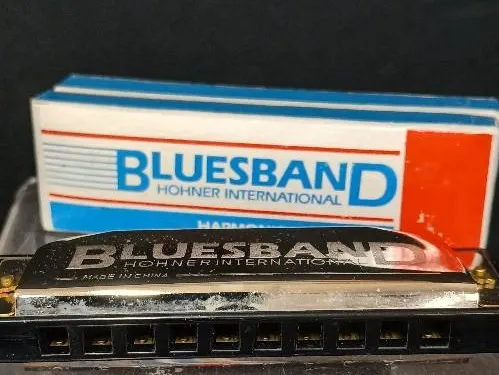 BLUESBAND
HOHNER INTERNATIONAL
BLUESBAND
HOHNER INTERNATIONAL
MADE IN CHINA